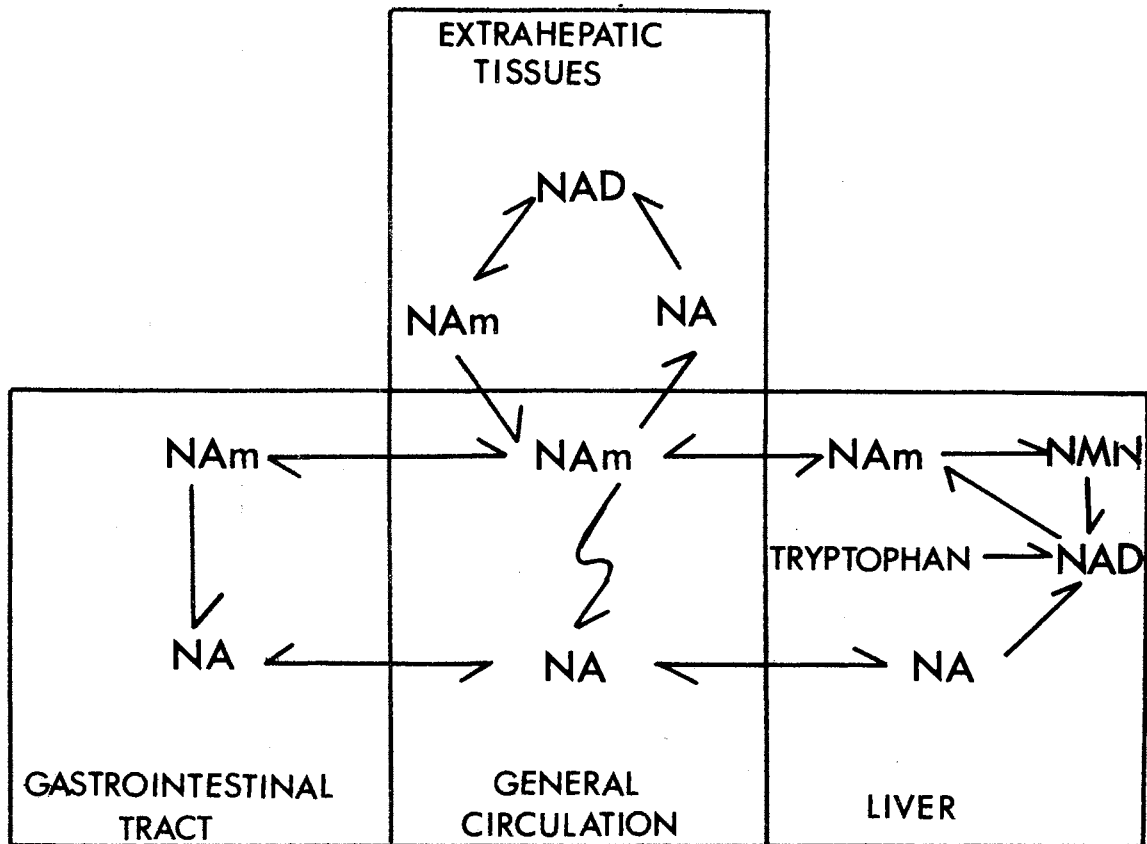 EXTRAHEPATIC
TISSUES
NAD
NAm
NA
NAm
NAm
NAm
NMN
TRYPTOPHAN
NAD
NA
NA
NA
GASTROINTESTINAL
TRACT
GENERAL
CIRCULATION
LIVER